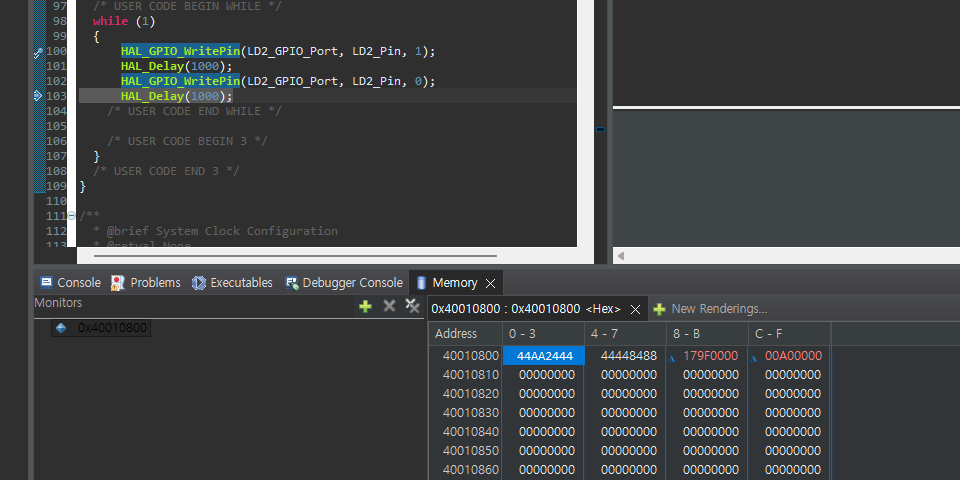 97 /* USER CODE BEGIN WHILE */
98 while (1)
99 {
100 HAL_GPIO_WritePin(LD2_GPIO_Port, LD2_Pin, 1);
101 HAL_Delay(1000);
102 HAL_GPIO_WritePin(LD2_GPIO_Port, LD2_Pin, 0);
103 HAL_Delay(1000);
104 /* USER CODE END WHILE */
105
106 /* USER CODE BEGIN 3 */
107 }
108 /* USER CODE END 3 */
109 }
110
111 /**
112 * @brief System Clock Configuration
113 * @retval None
Console Problems Executables Debugger Console Memory
Monitors
0x40010800
0x40010800 : 0x40010800 <Hex> New Renderings...
Address 0 - 3 4 - 7 8 - B C - F
40010800 44AA2444 44448488 179F0000 00A00000
40010810 00000000 00000000 00000000 00000000
40010820 00000000 00000000 00000000 00000000
40010830 00000000 00000000 00000000 00000000
40010840 00000000 00000000 00000000 00000000
40010850 00000000 00000000 00000000 00000000
40010860 00000000 00000000 00000000 00000000